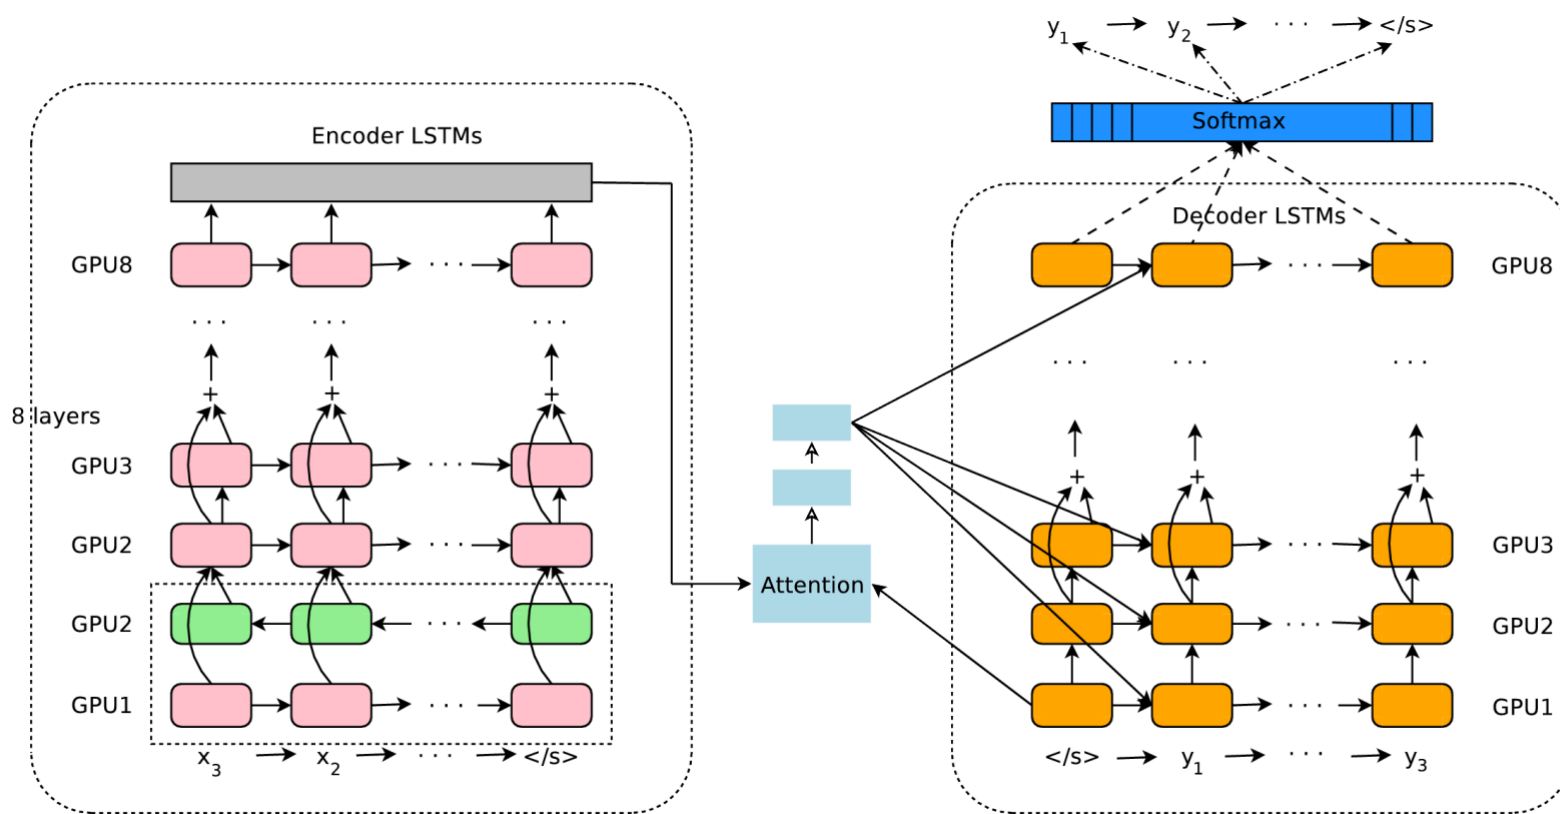 y1 y2 · · · </s>
Softmax
Encoder LSTMs
Decoder LSTMs
GPU8 · · ·
· · · GPU8
· · · · · · · · ·
· · · · · · · · ·
+ + +
8 layers
GPU3 · · ·
+ + +
GPU2 · · ·
· · · GPU3
Attention
GPU2 · · ·
· · · GPU2
GPU1 · · ·
· · · GPU1
x3 x2 · · · </s>
</s> y1 · · · y3